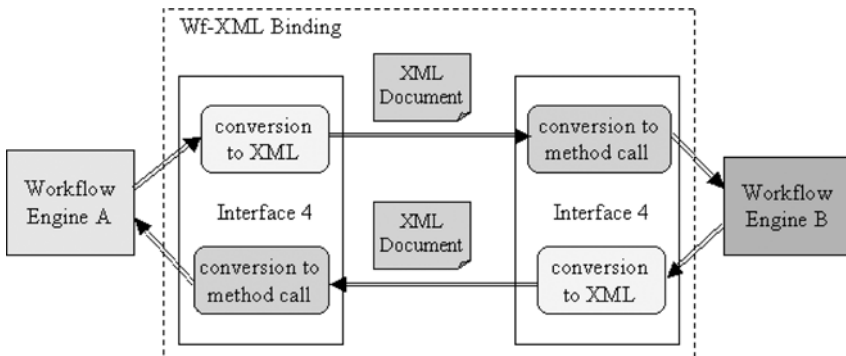 Wf-XML Binding
XML
Document
conversion
to XML
conversion to
method call
Workflow
Engine A
Interface 4
XML
Document
Interface 4
Workflow
Engine B
conversion to
method call
conversion
to XML